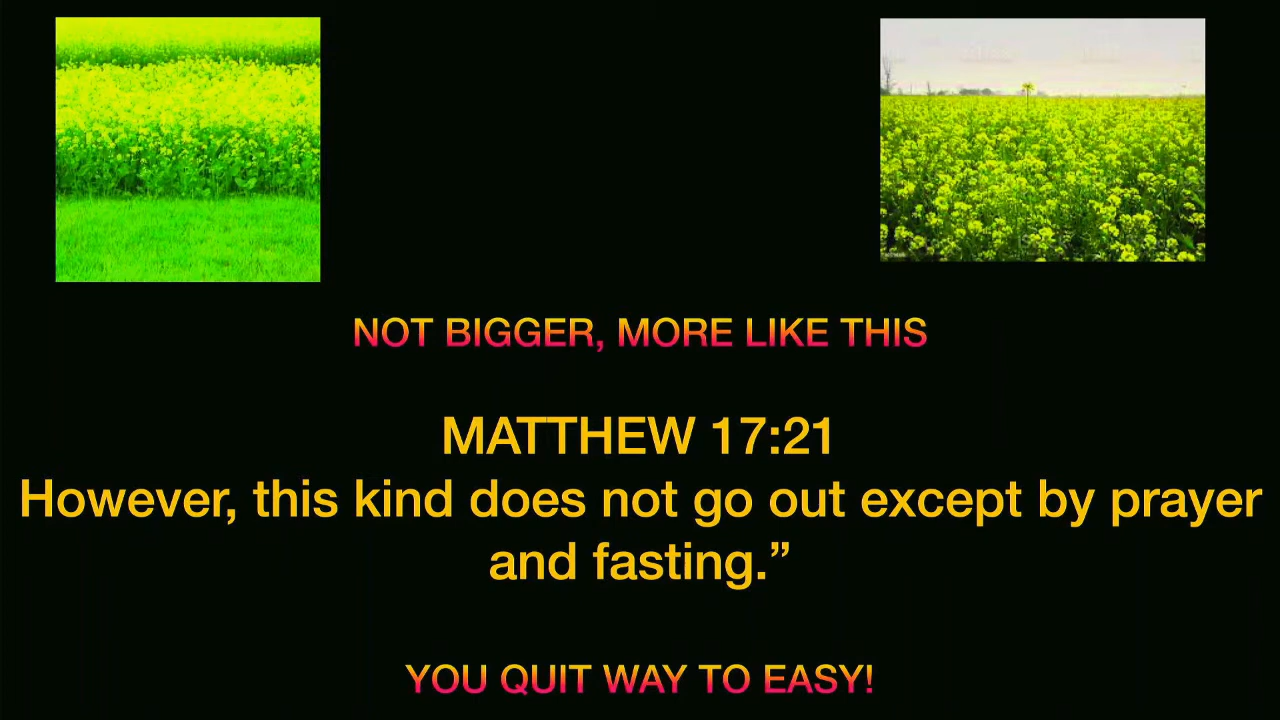 NOT BIGGER, MORE LIKE THIS
MATTHEW 17:21
However, this kind does not go out except by prayer
and fasting.”
YOU QUIT WAY TO EASY!